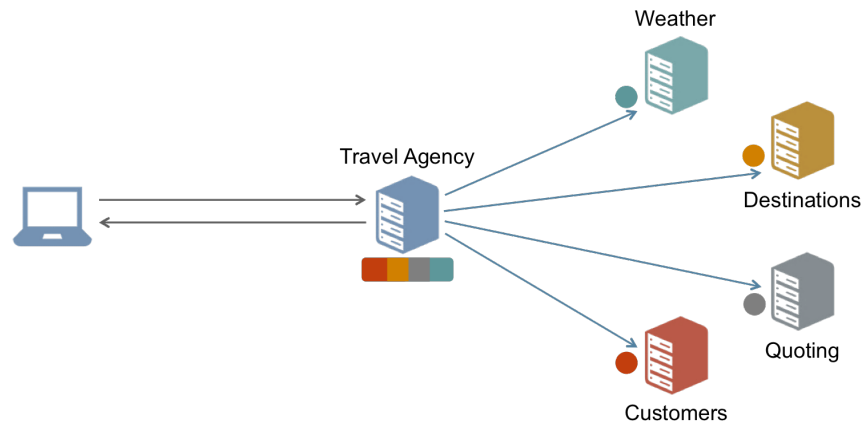 Weather
Travel Agency
Destinations
Quoting
Customers